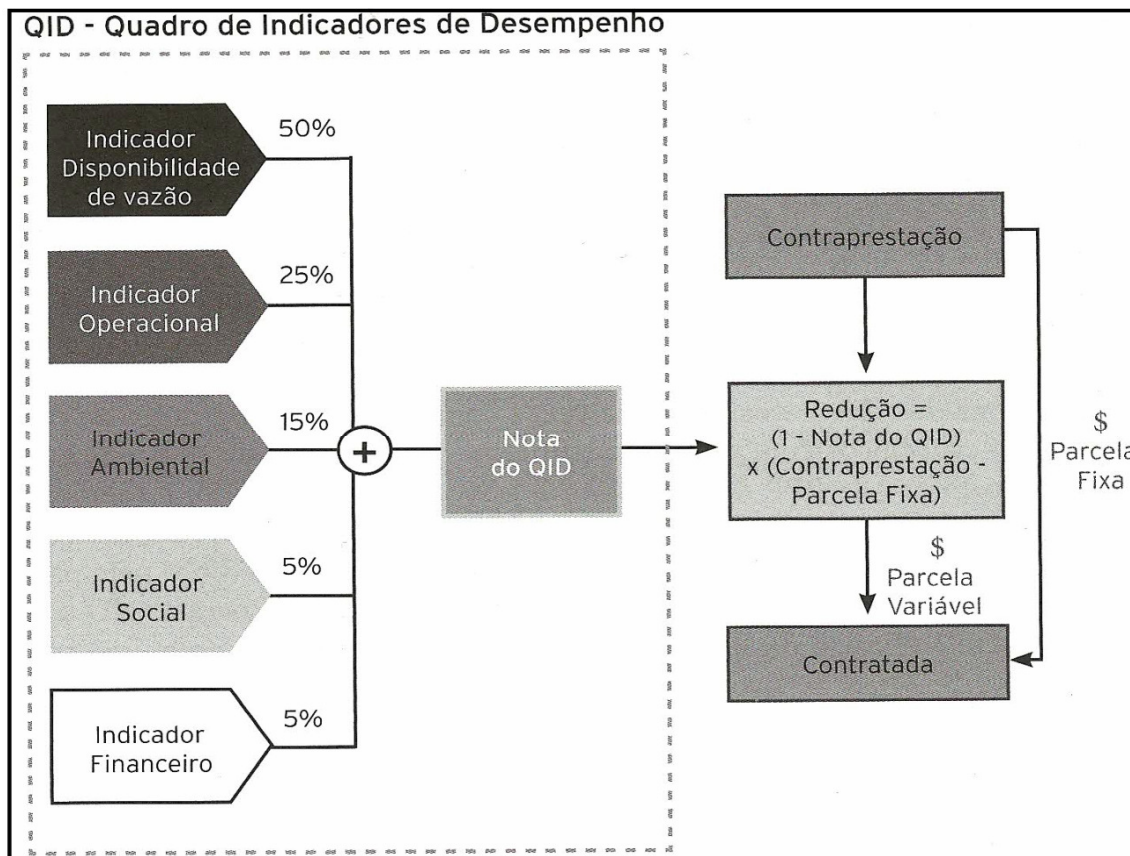 QID - Quadro de Indicadores de Desempenho
Indicador
Disponibilidade
de vazão
50%
Indicador
Operacional
25%
Indicador
Ambiental
15%
Indicador
Social
5%
Indicador
Financeiro
5%
+
Nota
do QID
Contraprestação
Redução =
(1 - Nota do QID)
x (Contraprestação -
Parcela Fixa)
$
Parcela
Variável
Contratada
$
Parcela
Fixa